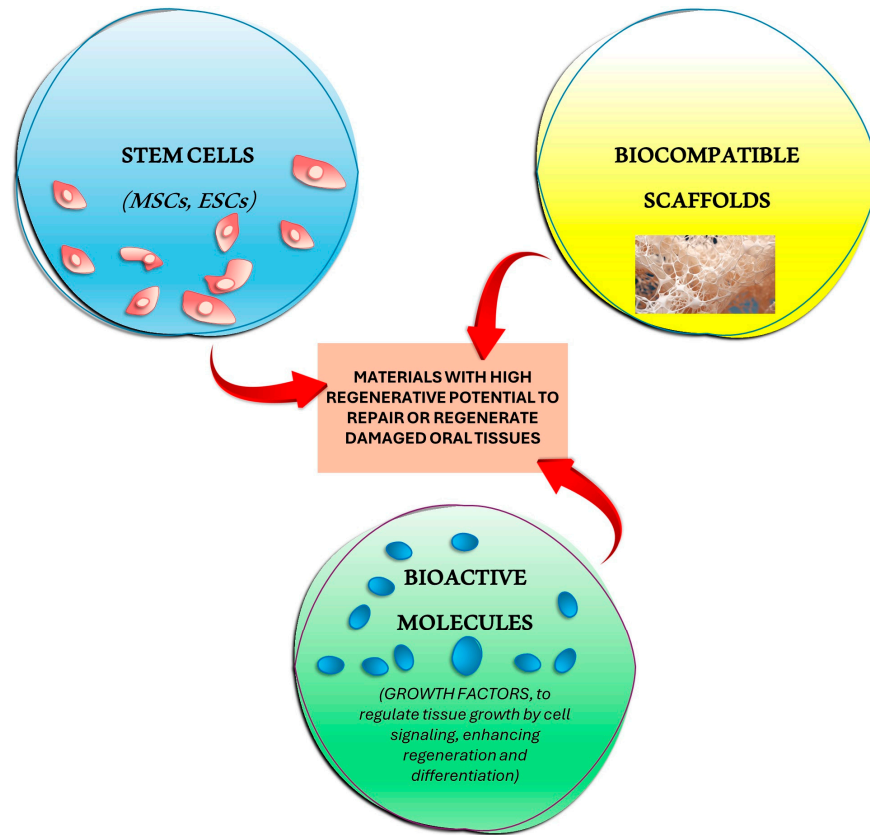 STEM CELLS
(MSCs, ESCs)
BIOCOMPATIBLE
SCAFFOLDS
MATERIALS WITH HIGH
REGENERATIVE POTENTIAL TO
REPAIR OR REGENERATE
DAMAGED ORAL TISSUES
BIOACTIVE
MOLECULES
(GROWTH FACTORS, to
regulate tissue growth by cell
signaling, enhancing
regeneration and
differentiation)